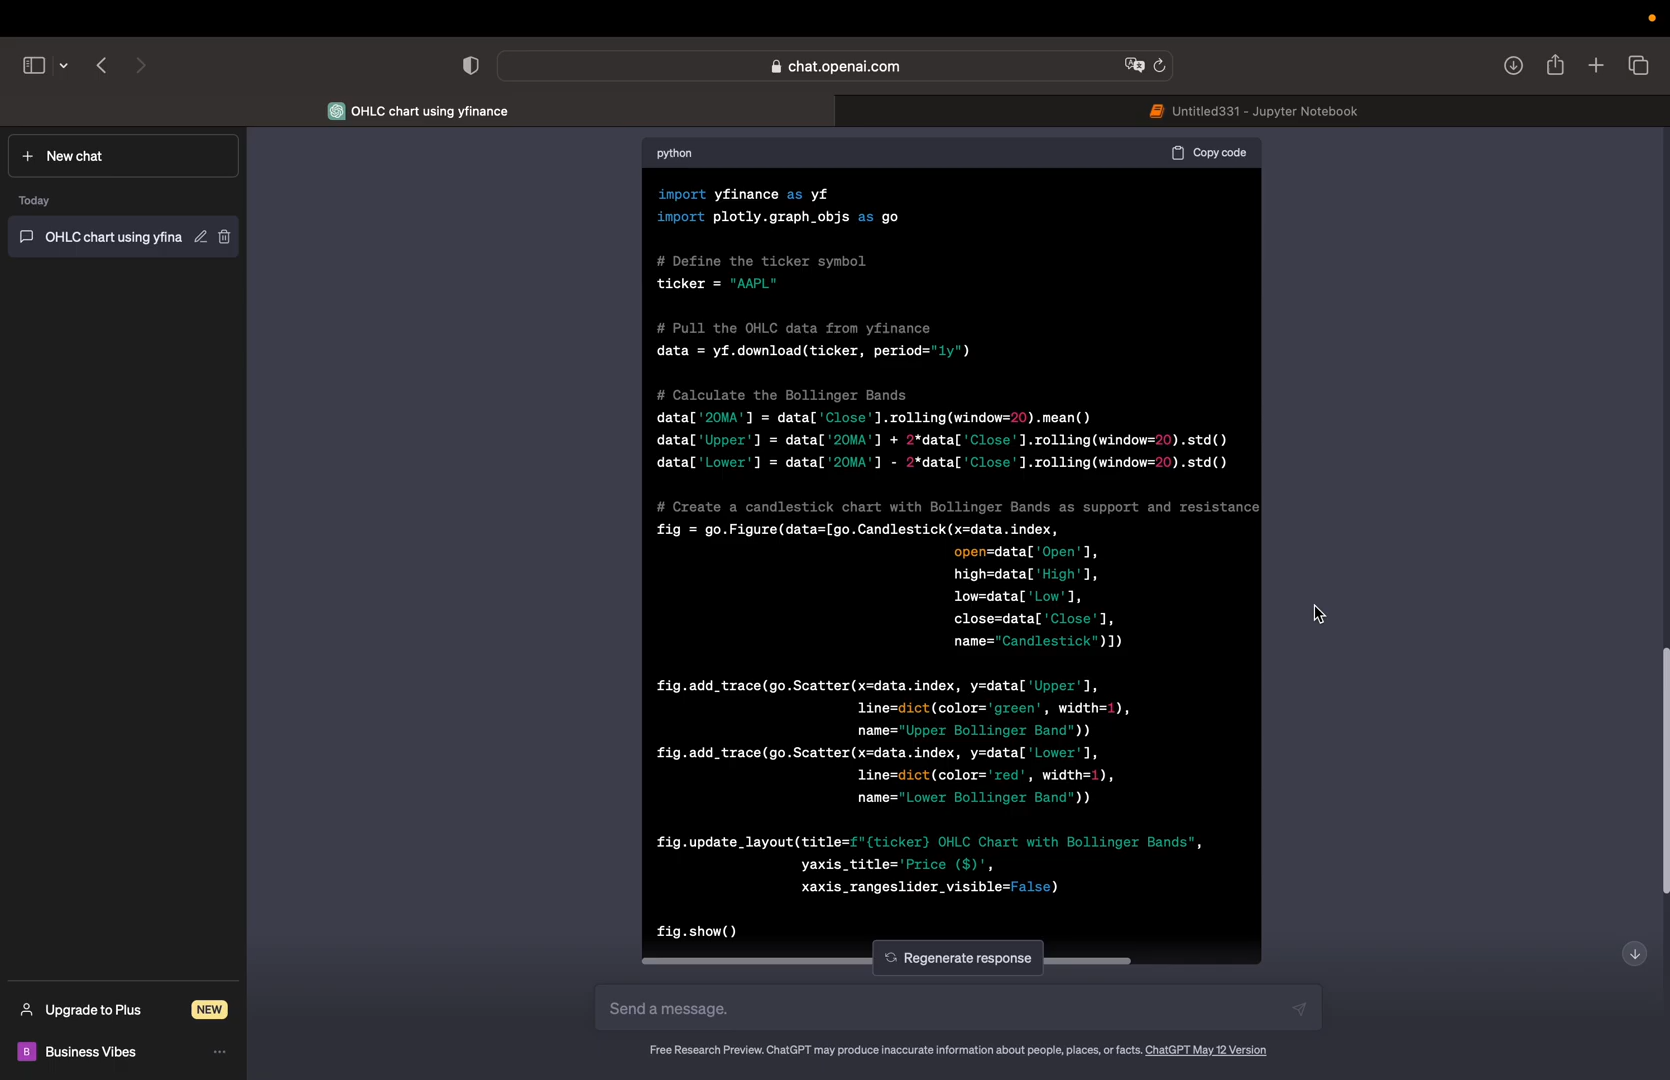 chat.openai.com
OHLC chart using yfinance
Untitled331 - Jupyter Notebook
New chat
Today
OHLC chart using yfina
python
Copy code
import yfinance as yf
import plotly.graph_objs as go
# Define the ticker symbol
ticker = "AAPL"
# Pull the OHLC data from yfinance
data = yf.download(ticker, period="1y")
# Calculate the Bollinger Bands
data['20MA'] = data['Close'].rolling(window=20).mean()
data['Upper'] = data['20MA'] + 2*data['Close'].rolling(window=20).std()
data['Lower'] = data['20MA'] - 2*data['Close'].rolling(window=20).std()
# Create a candlestick chart with Bollinger Bands as support and resistance
fig = go.Figure(data=[go.Candlestick(x=data.index,
open=data['Open'],
high=data['High'],
low=data['Low'],
close=data['Close'],
name="Candlestick")])
fig.add_trace(go.Scatter(x=data.index, y=data['Upper'],
line=dict(color='green', width=1),
name="Upper Bollinger Band"))
fig.add_trace(go.Scatter(x=data.index, y=data['Lower'],
line=dict(color='red', width=1),
name="Lower Bollinger Band"))
fig.update_layout(title=f"{ticker} OHLC Chart with Bollinger Bands",
yaxis_title='Price ($)',
xaxis_rangeslider_visible=False)
fig.show()
Regenerate response
Send a message.
Free Research Preview. ChatGPT may produce inaccurate information about people, places, or facts. ChatGPT May 12 Version
Upgrade to Plus
NEW
B
Business Vibes